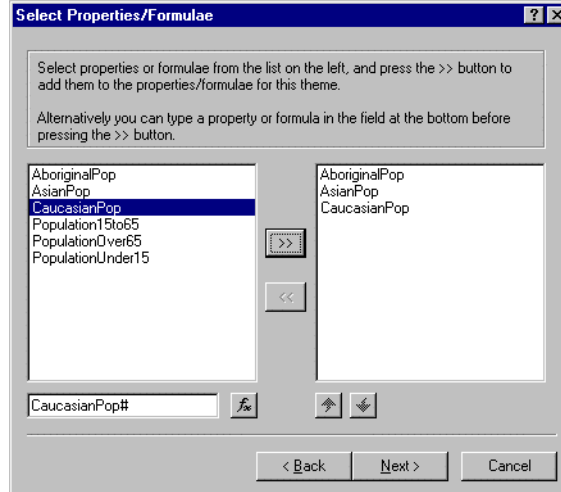 Select Properties/Formulae
Select properties or formulae from the list on the left, and press the >> button to
add them to the properties/formulae for this theme.
Alternatively you can type a property or formula in the field at the bottom before
pressing the >> button.
AboriginalPop
AsianPop
CaucasianPop
Population15to65
PopulationOver65
PopulationUnder15
>>
<<
AboriginalPop
AsianPop
CaucasianPop
CaucasianPop#
fx
< Back
Next >
Cancel